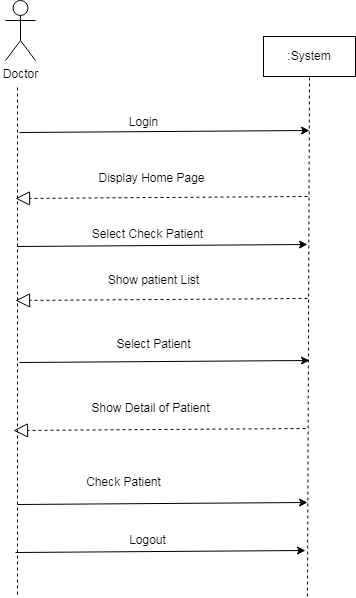 Doctor
:System
Login
Display Home Page
Select Check Patient
Show patient List
Select Patient
Show Detail of Patient
Check Patient
Logout